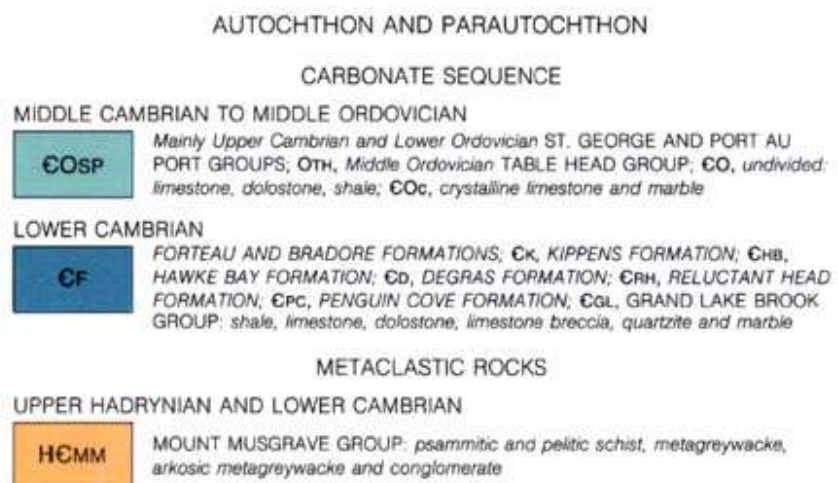 AUTOCHTHON AND PARAUTOCHTHON
CARBONATE SEQUENCE
MIDDLE CAMBRIAN TO MIDDLE ORDOVICIAN
ЄOSP
Mainly Upper Cambrian and Lower Ordovician ST. GEORGE AND PORT AU
PORT GROUPS; OTH, Middle Ordovician TABLE HEAD GROUP; ЄO, undivided:
limestone, dolostone, shale; ЄOc, crystalline limestone and marble
LOWER CAMBRIAN
ЄF
FORTEAU AND BRADORE FORMATIONS; ЄK, KIPPENS FORMATION; ЄHB,
HAWKE BAY FORMATION; ЄD, DEGRAS FORMATION; ЄRH, RELUCTANT HEAD
FORMATION; ЄPC, PENGUIN COVE FORMATION; ЄGL, GRAND LAKE BROOK
GROUP: shale, limestone, dolostone, limestone breccia, quartzite and marble
METACLASTIC ROCKS
UPPER HADRYNIAN AND LOWER CAMBRIAN
HЄMM
MOUNT MUSGRAVE GROUP: psammitic and pelitic schist, metagreywacke,
arkosic metagreywacke and conglomerate